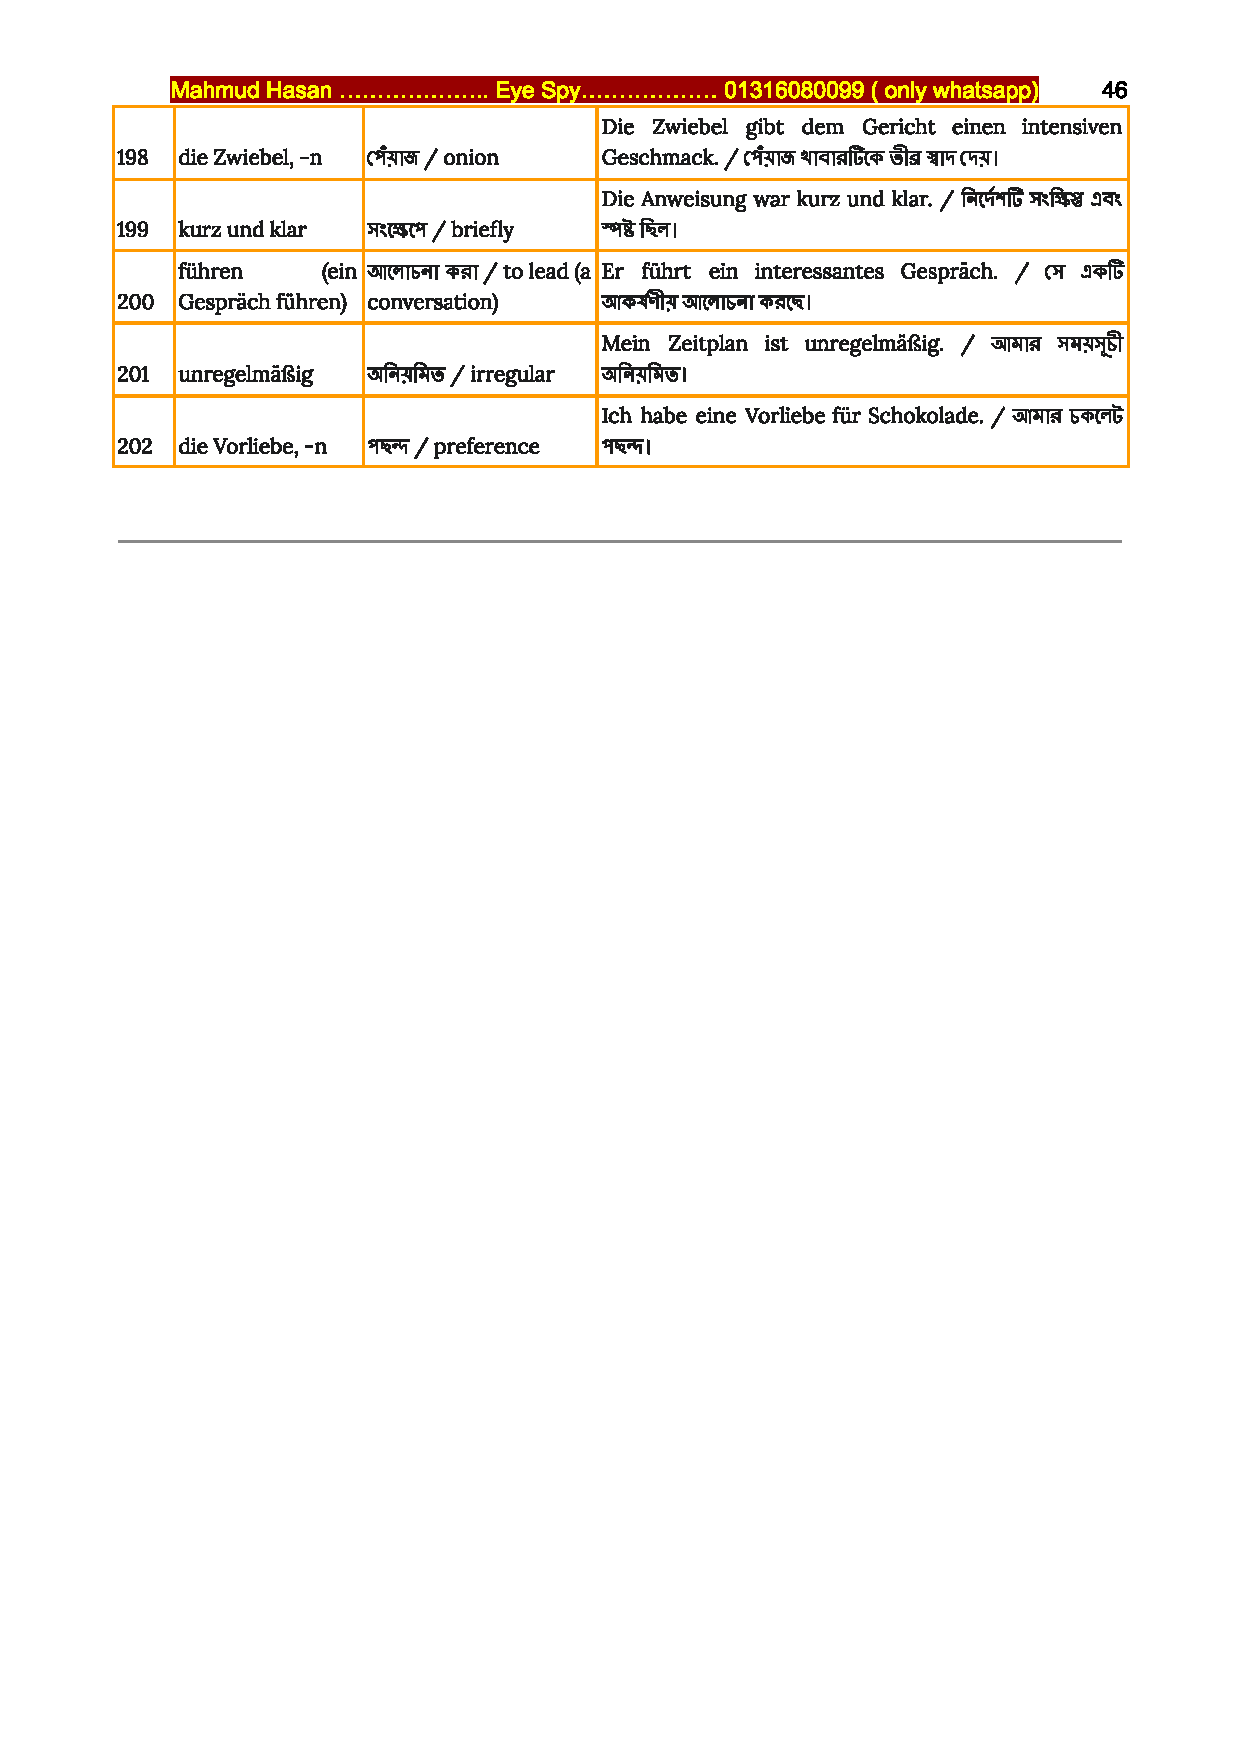 Mahmud Hasan ……………….. Eye Spy……………… 01316080099 ( only whatsapp) 46
Die Zwiebel gibt dem Gericht einen intensiven
198 die Zwiebel, -n পেঁয়াজ / onion Geschmack. / পেঁয়াজ খাবারটিকে তীব্র স্বাদ দেয়।
Die Anweisung war kurz und klar. / নির্দেশটি সংক্ষিপ্ত এবং
199 kurz und klar সংক্ষেপে / briefly স্পষ্ট ছিল।
führen (ein আলোচনা করা / to lead (a Er führt ein interessantes Gespräch. / সে একটি
200 Gespräch führen) conversation) আকর্ষণীয় আলোচনা করছে।
Mein Zeitplan ist unregelmäßig. / আমার সময়সূচী
201 unregelmäßig অনিয়মিত / irregular অনিয়মিত।
Ich habe eine Vorliebe für Schokolade. / আমার চকলেট
202 die Vorliebe, -n পছন্দ / preference পছন্দ।